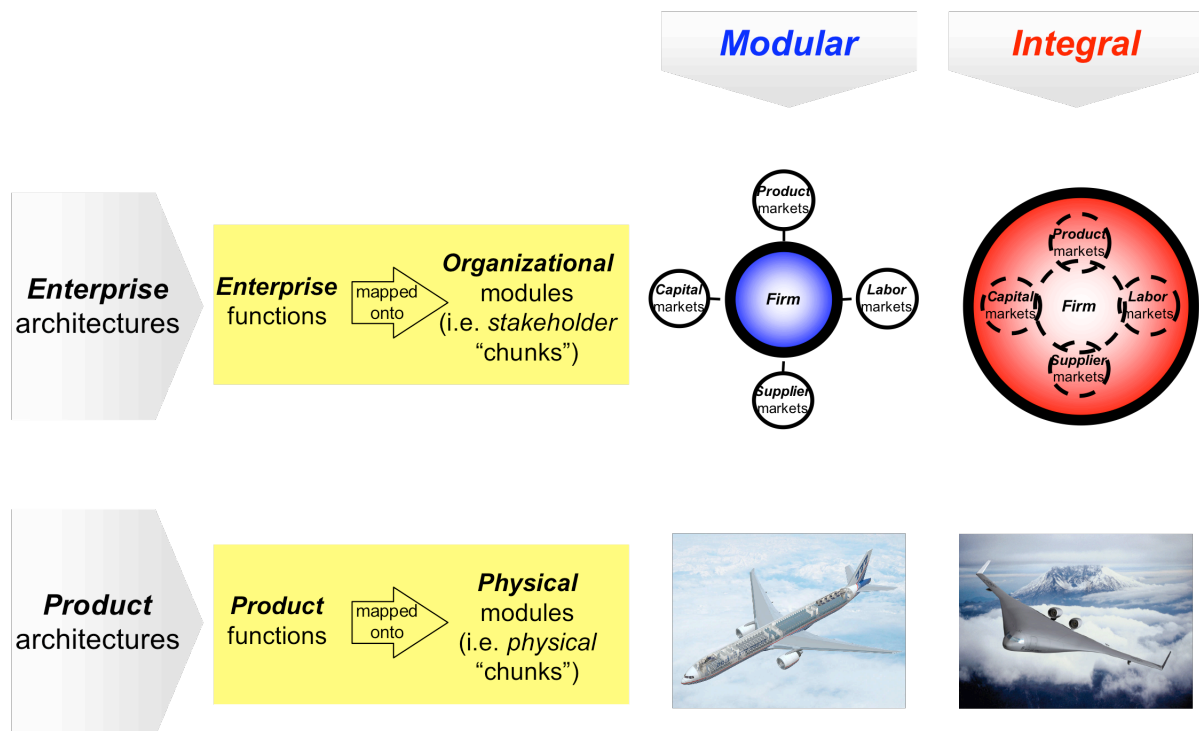 Modular
Integral
Enterprise
architectures
Enterprise
functions
mapped
onto
Organizational
modules
(i.e. stakeholder
“chunks”)
Product
markets
Capital
markets
Firm
Labor
markets
Supplier
markets
Product
markets
Capital
markets
Firm
Labor
markets
Supplier
markets
Product
architectures
Product
functions
mapped
onto
Physical
modules
(i.e. physical
“chunks”)